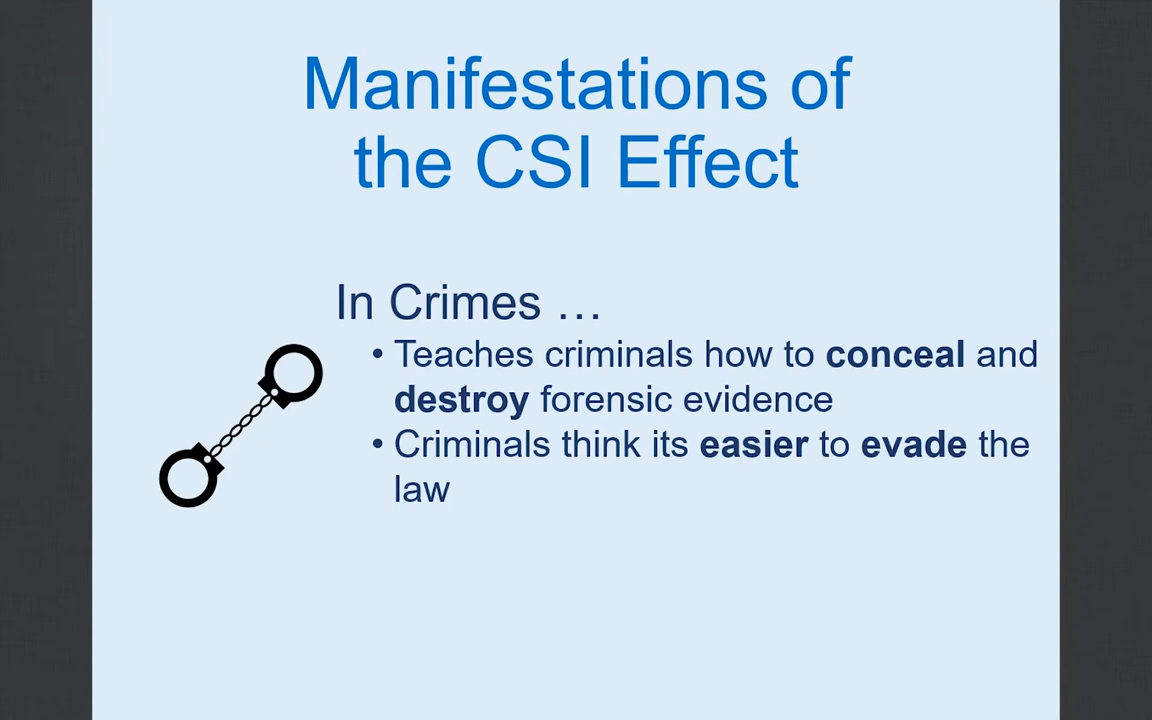 Manifestations of
the CSI Effect
In Crimes …
• Teaches criminals how to conceal and
destroy forensic evidence
• Criminals think its easier to evade the
law